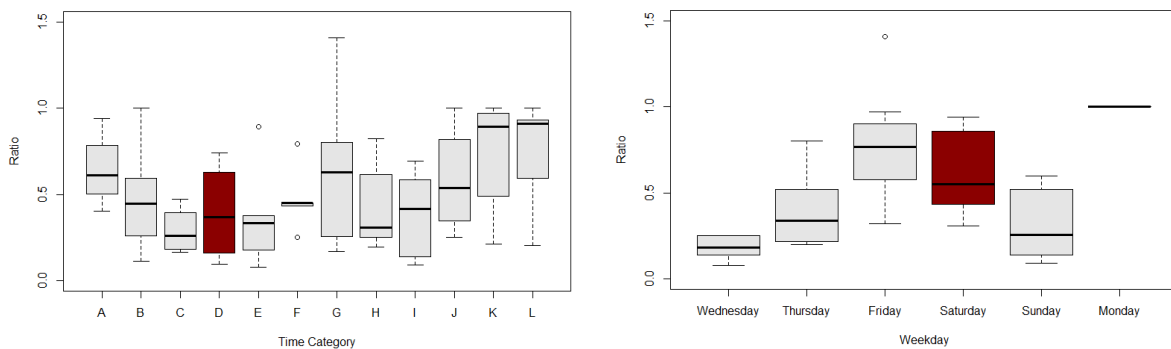 Ratio
1.5
1.0
0.5
0.0
A B C D E F G H I J K L
Time Category
Ratio
1.5
1.0
0.5
0.0
Wednesday Thursday Friday Saturday Sunday Monday
Weekday